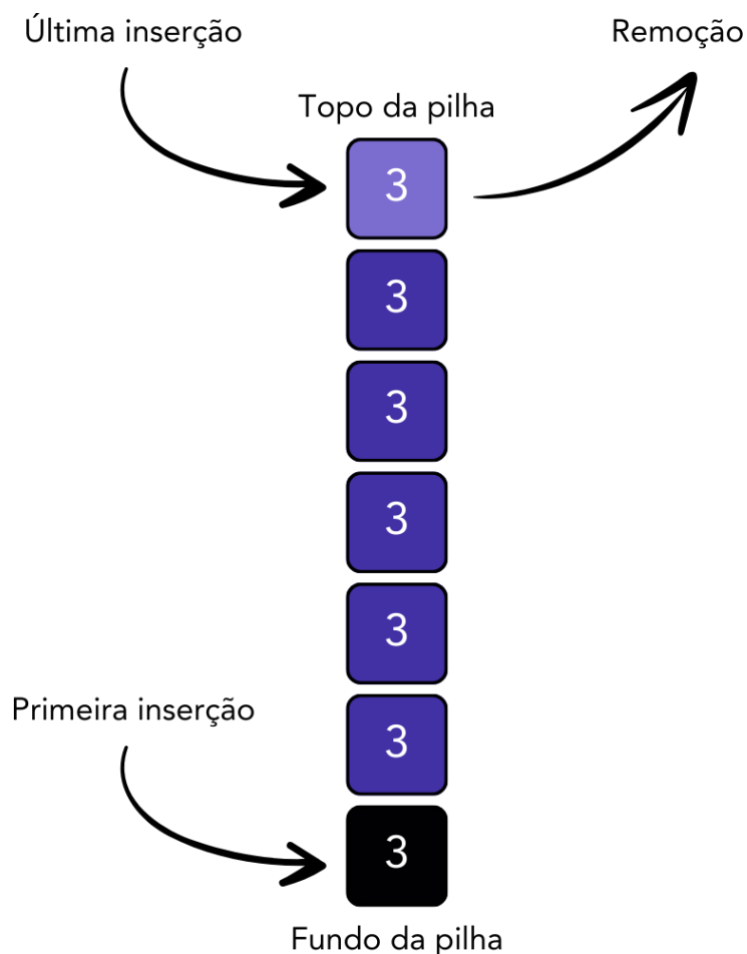 Última inserção
Remoção
Topo da pilha
3
3
3
3
3
3
Primeira inserção
3
Fundo da pilha